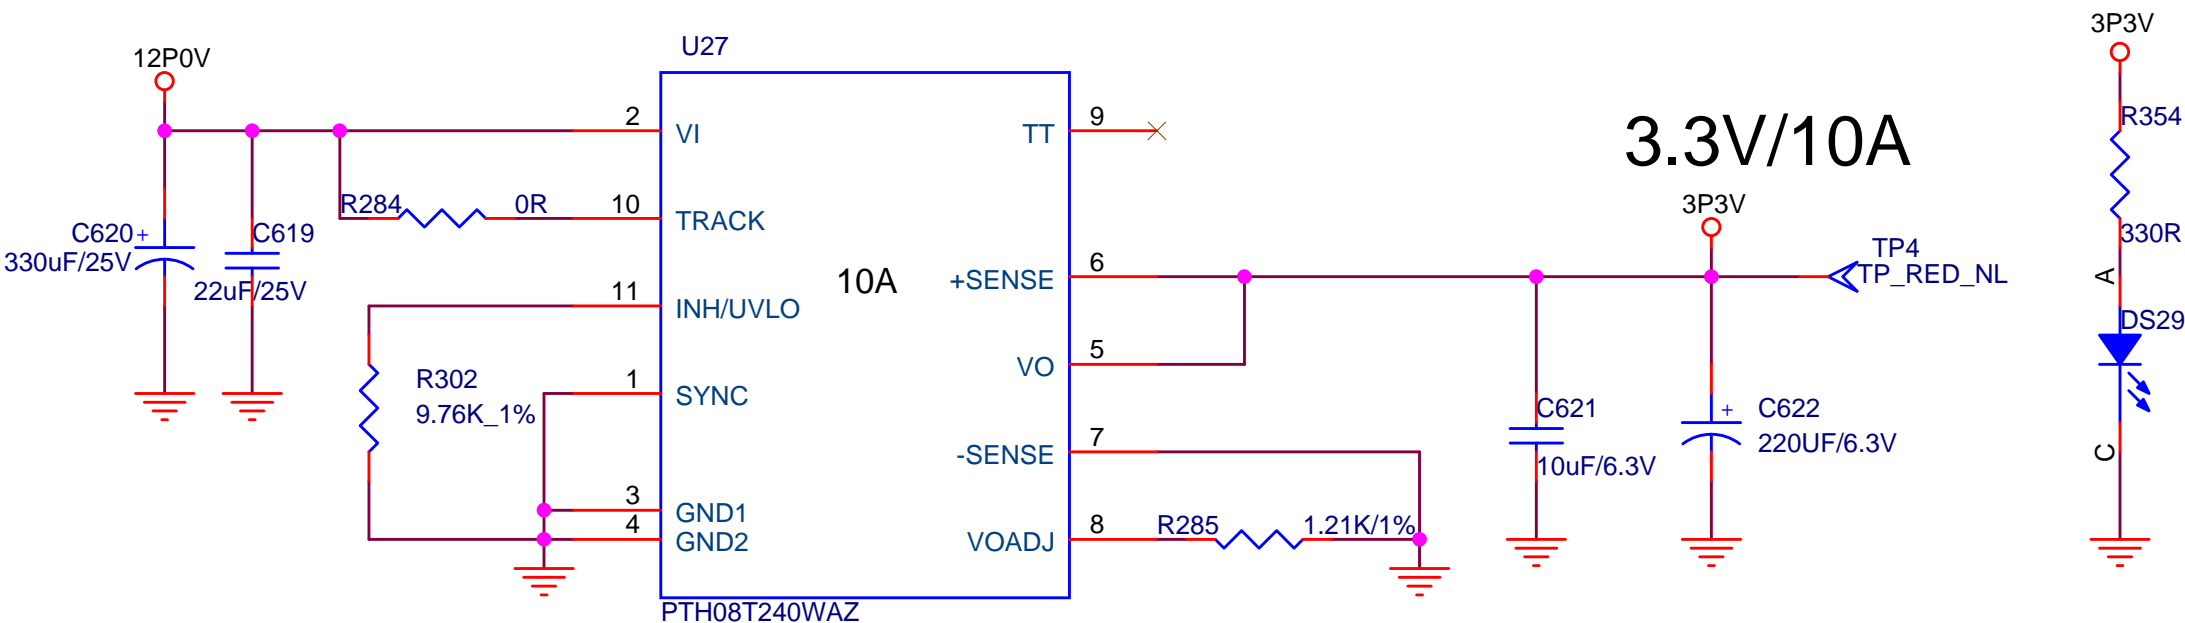 12P0V
U27
3P3V
2
VI
TT
9
R354
3.3V/10A
R284
0R
10
TRACK
3P3V
C620
+
330uF/25V
C619
22uF/25V
330R
TP4
TP_RED_NL
10A
+SENSE
6
A
11
INH/UVLO
DS29
VO
5
R302
9.76K_1%
1
SYNC
C621
10uF/6.3V
+
C622
220UF/6.3V
-SENSE
7
C
3
GND1
4
GND2
VOADJ
8
R285
1.21K/1%
PTH08T240WAZ